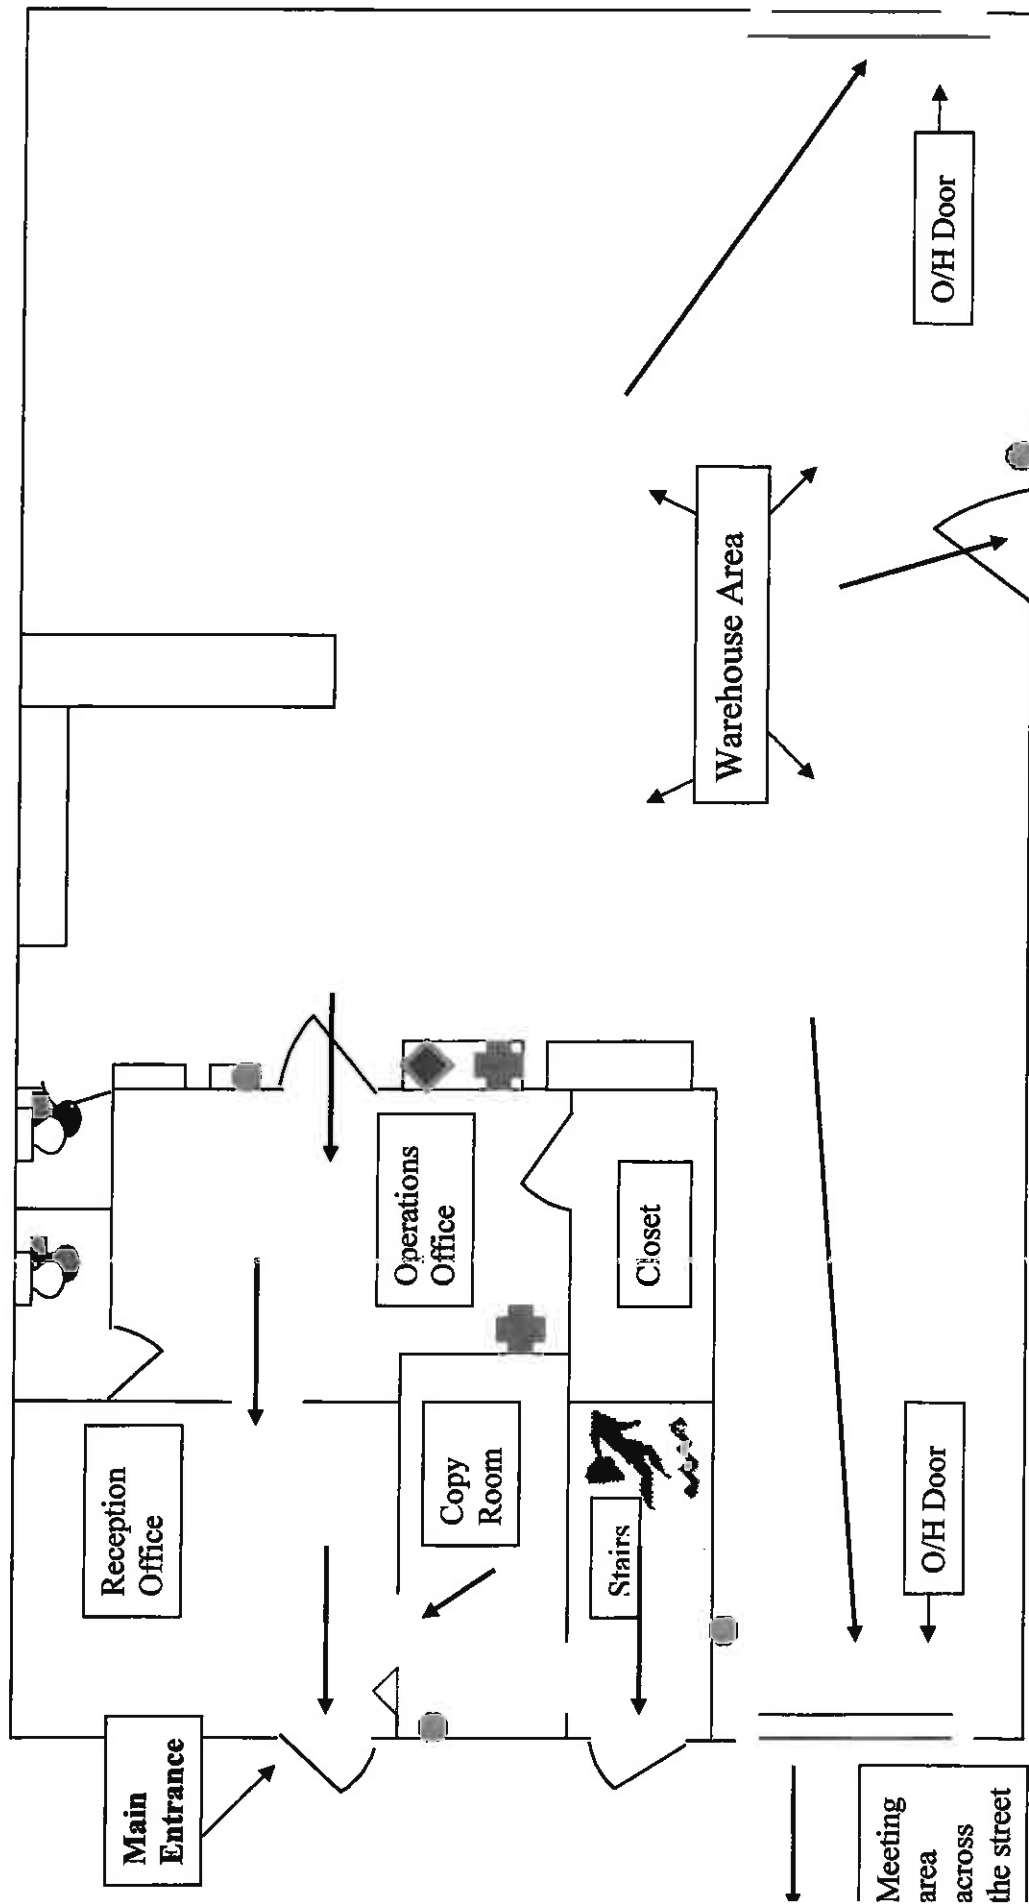 Main
Entrance
Reception
Office
Copy
Room
Stairs
Operations
Office
Closet
Warehouse Area
O/H Door
O/H Door
Meeting
area
across
the street